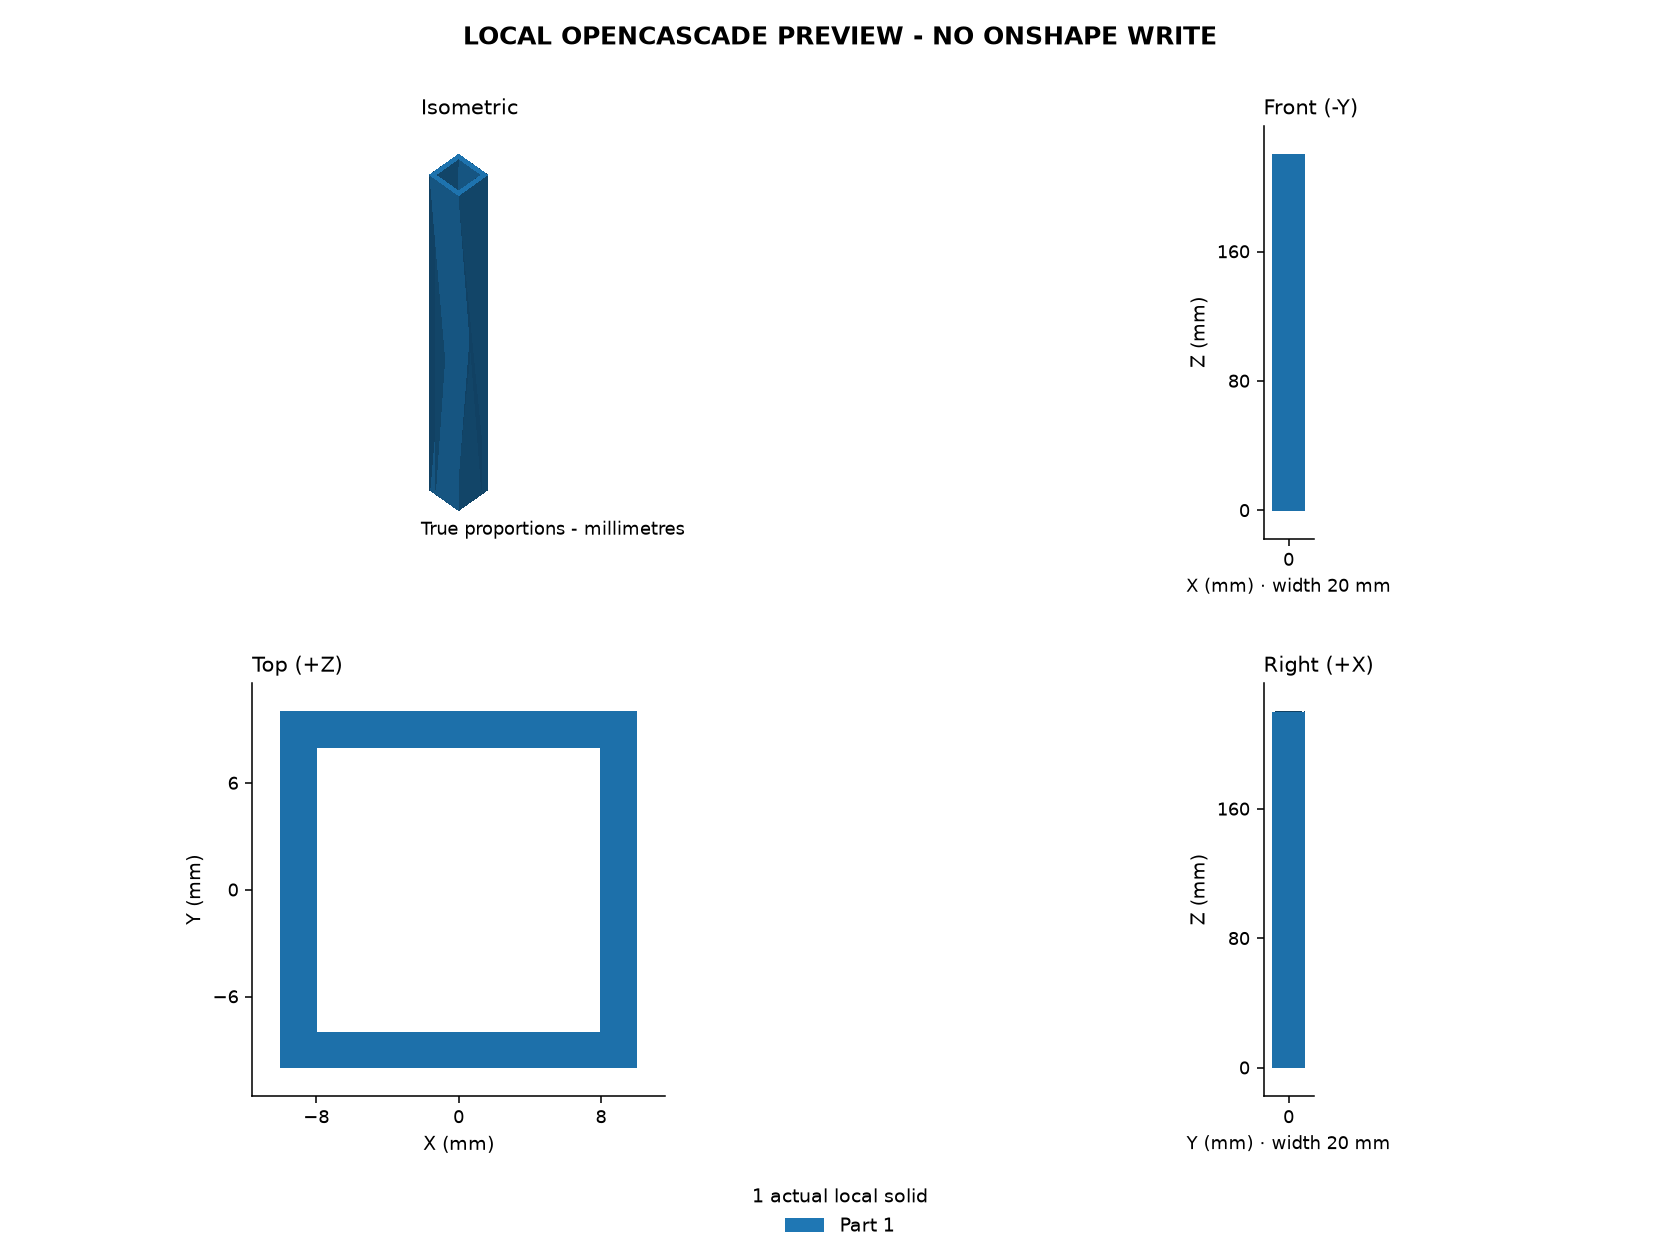 LOCAL OPENCASCADE PREVIEW - NO ONSHAPE WRITE
Isometric
True proportions - millimetres
Front (-Y)
160
80
0
Z (mm)
0
X (mm) · width 20 mm
Top (+Z)
6
0
−6
Y (mm)
−8
0
8
X (mm)
Right (+X)
160
80
0
Z (mm)
0
Y (mm) · width 20 mm
1 actual local solid
Part 1